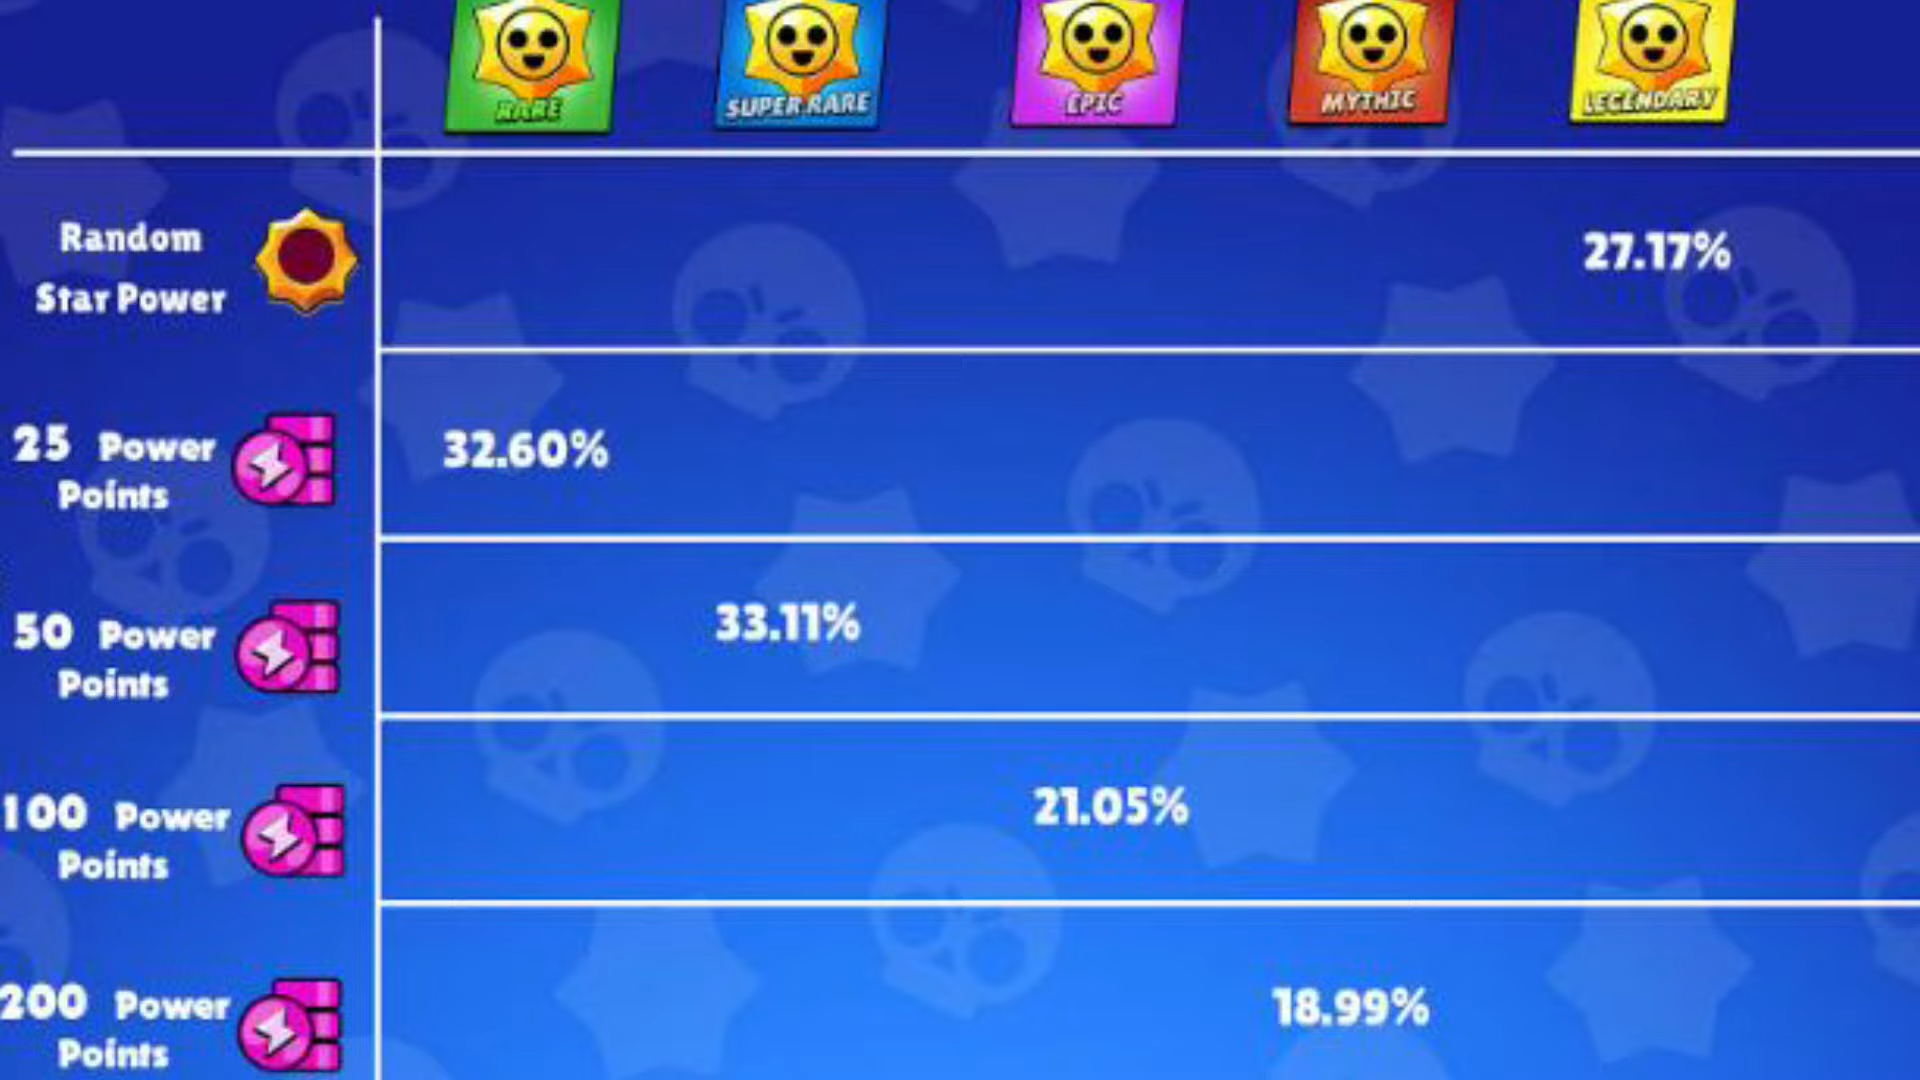 RARE SUPER RARE EPIC MYTHIC LEGENDARY
Random
Star Power
27.17%
25 Power
Points
32.60%
50 Power
Points
33.11%
100 Power
Points
21.05%
200 Power
Points
18.99%